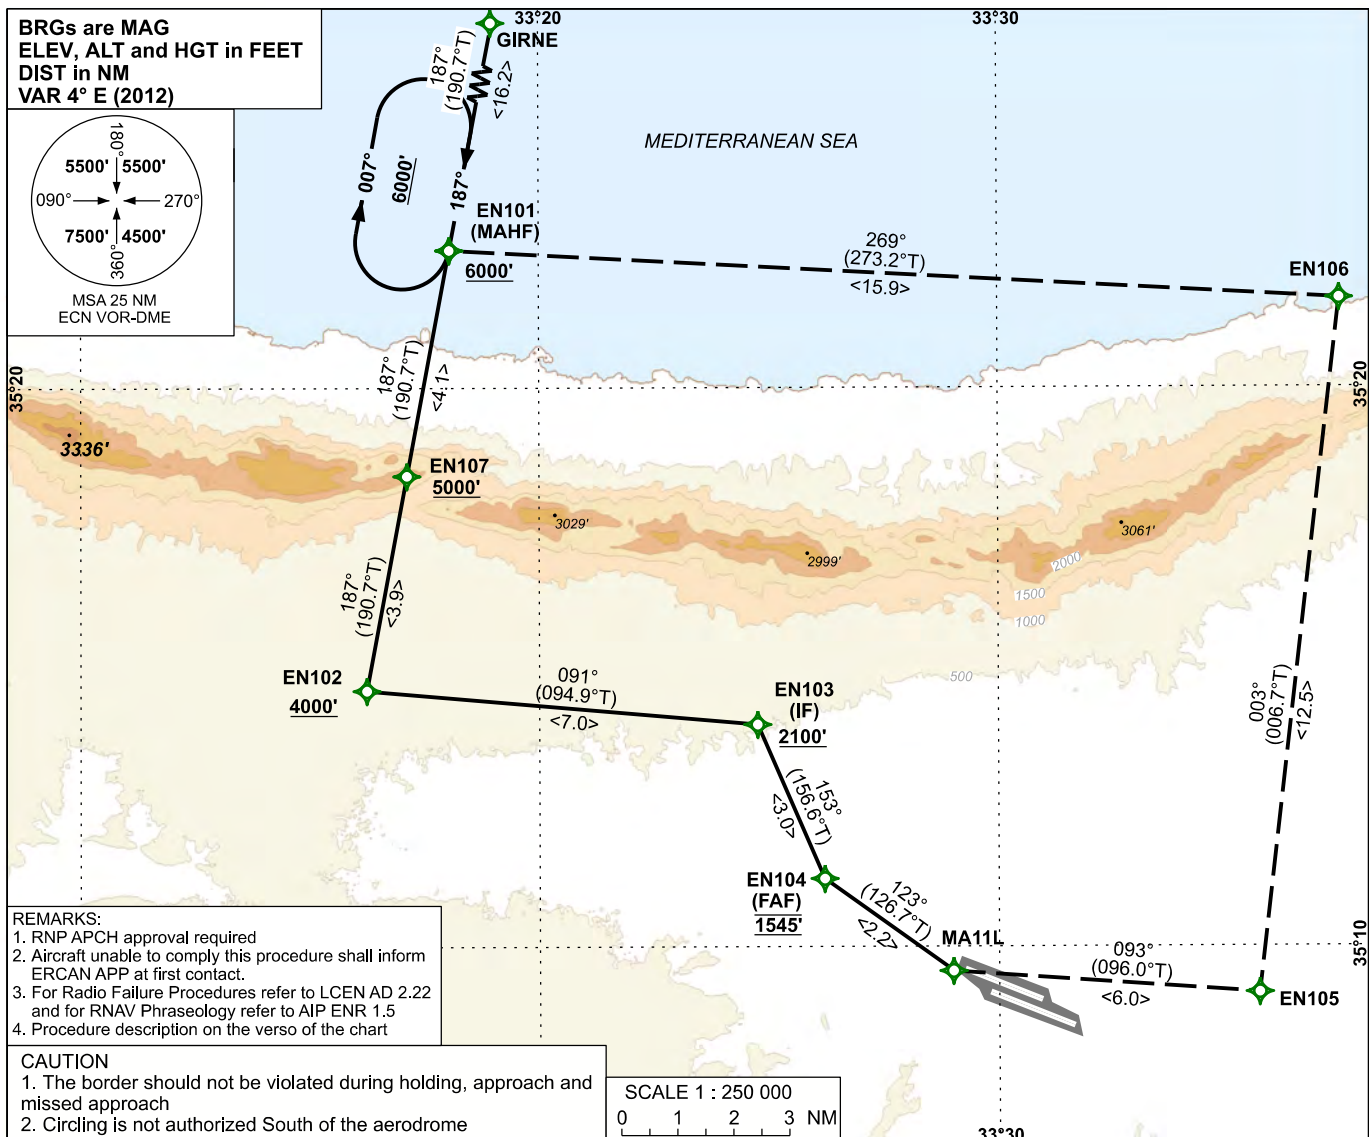 BRGs are MAG
ELEV, ALT and HGT in FEET
DIST in NM
VAR 4° E (2012)
180°
5500' 5500'
090° 270°
7500' 4500'
360°
MSA 25 NM
ECN VOR-DME
33°20
33°30
GIRNE
187°
(190.7°T)
<16.2>
007°
6000'
187°
MEDITERRANEAN SEA
EN101
(MAHF)
6000'
269°
(273.2°T)
<15.9>
EN106
35°20
35°20
187°
(190.7°T)
<4.1>
3336'
EN107
5000'
3029'
2999'
3061'
2000
1500
1000
500
187°
(190.7°T)
<3.9>
EN102
4000'
091°
(094.9°T)
<7.0>
EN103
(IF)
2100'
003°
(006.7°T)
<12.5>
153°
(156.6°T)
<3.0>
EN104
(FAF)
1545'
123°
(126.7°T)
<2.2>
MA11L
093°
(096.0°T)
<6.0>
EN105
35°10
REMARKS:
1. RNP APCH approval required
2. Aircraft unable to comply this procedure shall inform
ERCAN APP at first contact.
3. For Radio Failure Procedures refer to LCEN AD 2.22
and for RNAV Phraseology refer to AIP ENR 1.5
4. Procedure description on the verso of the chart
CAUTION
1. The border should not be violated during holding, approach and
missed approach
2. Circling is not authorized South of the aerodrome
SCALE 1 : 250 000
0 1 2 3 NM
33°30